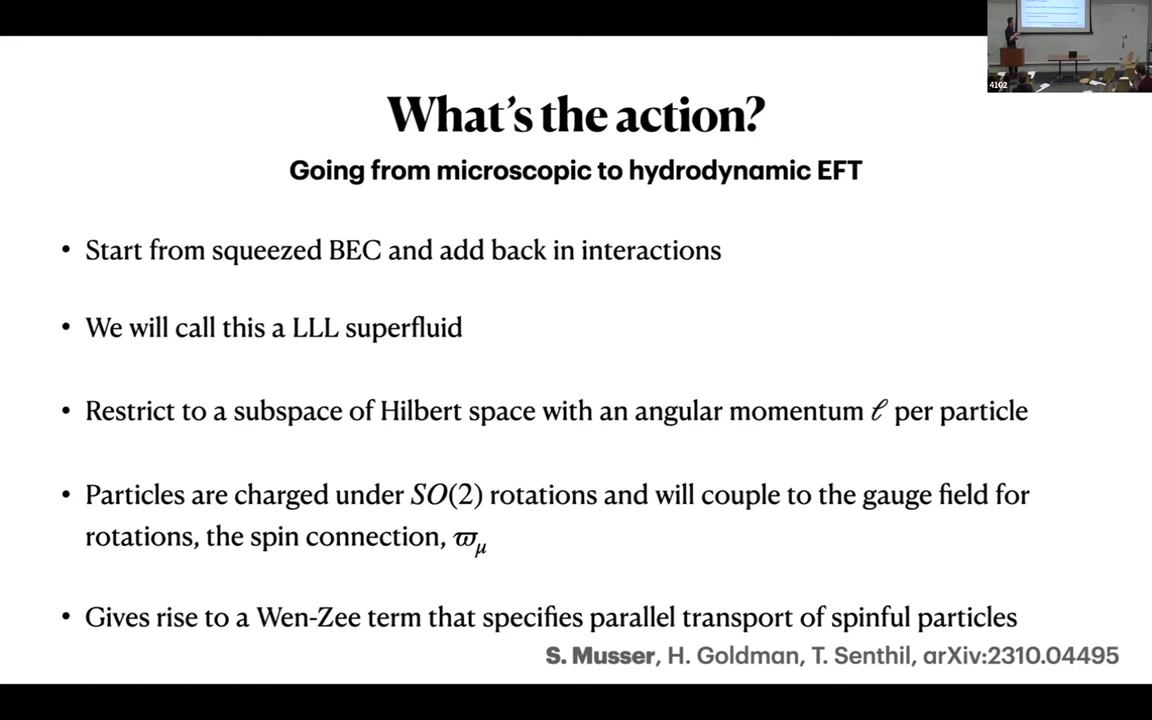 4102
What's the action?
Going from microscopic to hydrodynamic EFT
• Start from squeezed BEC and add back in interactions
• We will call this a LLL superfluid
• Restrict to a subspace of Hilbert space with an angular momentum ℓ per particle
• Particles are charged under SO(2) rotations and will couple to the gauge field for
rotations, the spin connection, ϖ_μ
• Gives rise to a Wen-Zee term that specifies parallel transport of spinful particles
S. Musser, H. Goldman, T. Senthil, arXiv:2310.04495